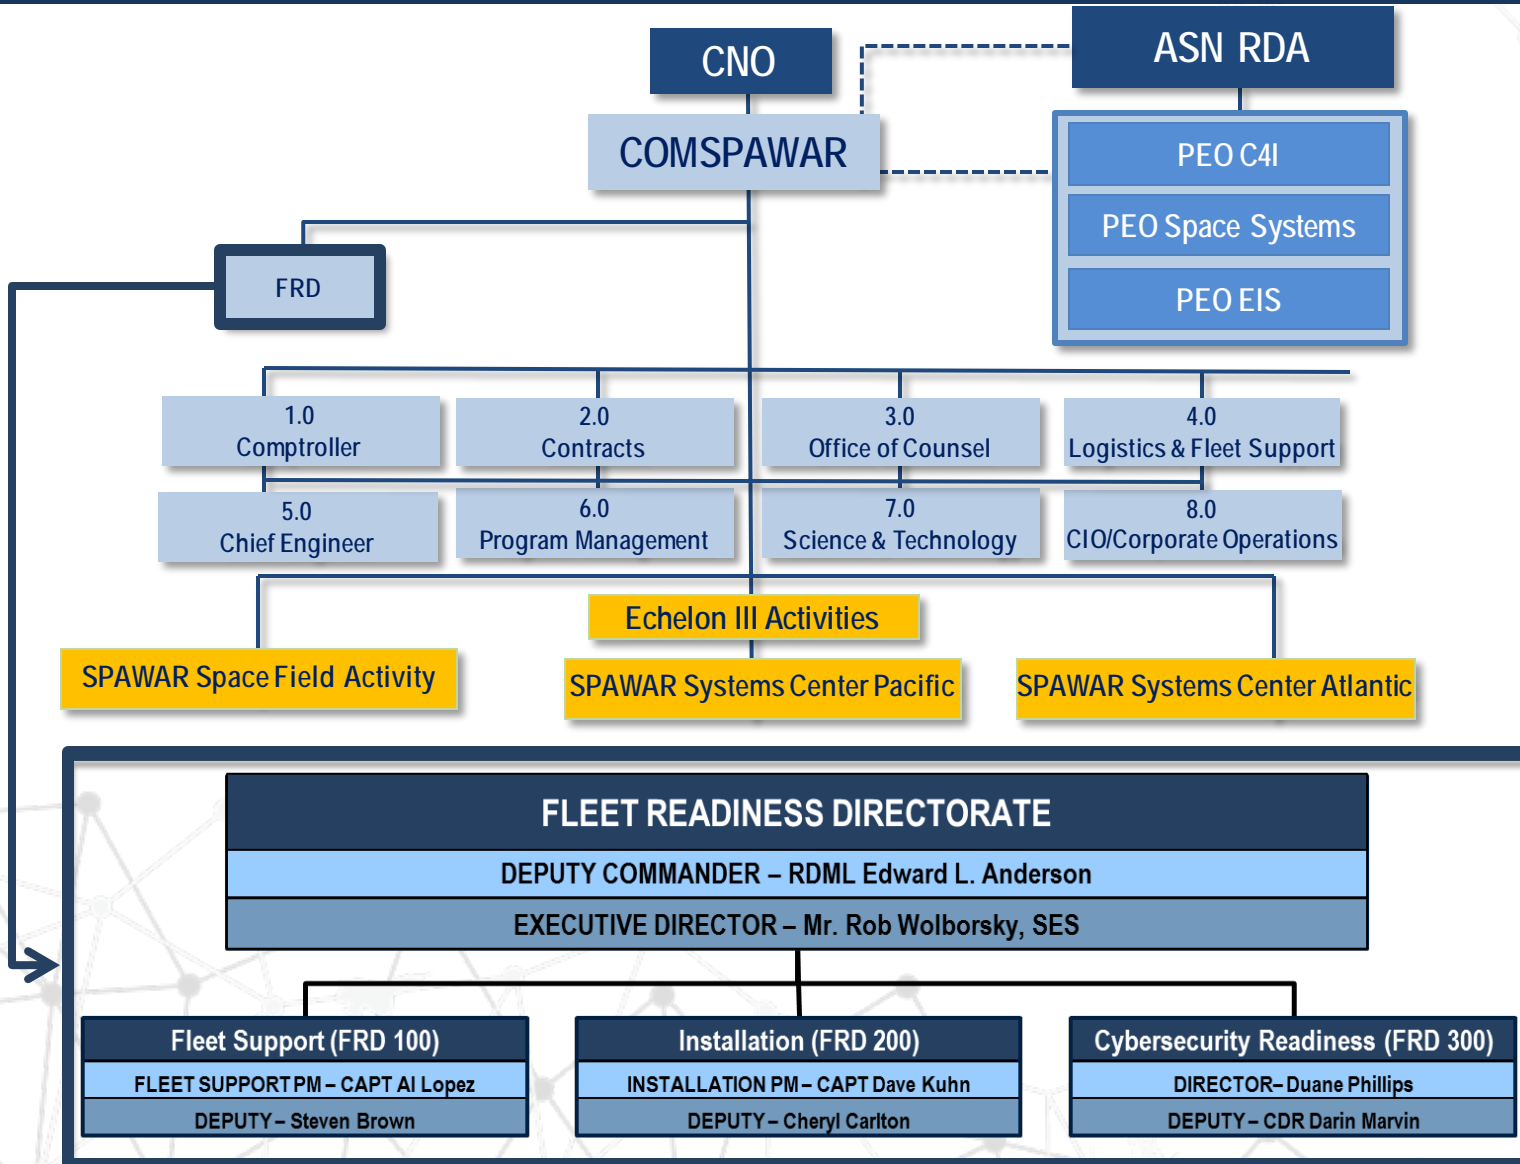 CNO
ASN RDA
COMSPAWAR
PEO C4I
PEO Space Systems
PEO EIS
FRD
1.0
Comptroller
2.0
Contracts
3.0
Office of Counsel
4.0
Logistics & Fleet Support
5.0
Chief Engineer
6.0
Program Management
7.0
Science & Technology
8.0
CIO/Corporate Operations
Echelon III Activities
SPAWAR Space Field Activity
SPAWAR Systems Center Pacific
SPAWAR Systems Center Atlantic
FLEET READINESS DIRECTORATE
DEPUTY COMMANDER – RDML Edward L. Anderson
EXECUTIVE DIRECTOR – Mr. Rob Wolborsky, SES
Fleet Support (FRD 100)
FLEET SUPPORT PM – CAPT Al Lopez
DEPUTY – Steven Brown
Installation (FRD 200)
INSTALLATION PM – CAPT Dave Kuhn
DEPUTY – Cheryl Carlton
Cybersecurity Readiness (FRD 300)
DIRECTOR– Duane Phillips
DEPUTY – CDR Darin Marvin